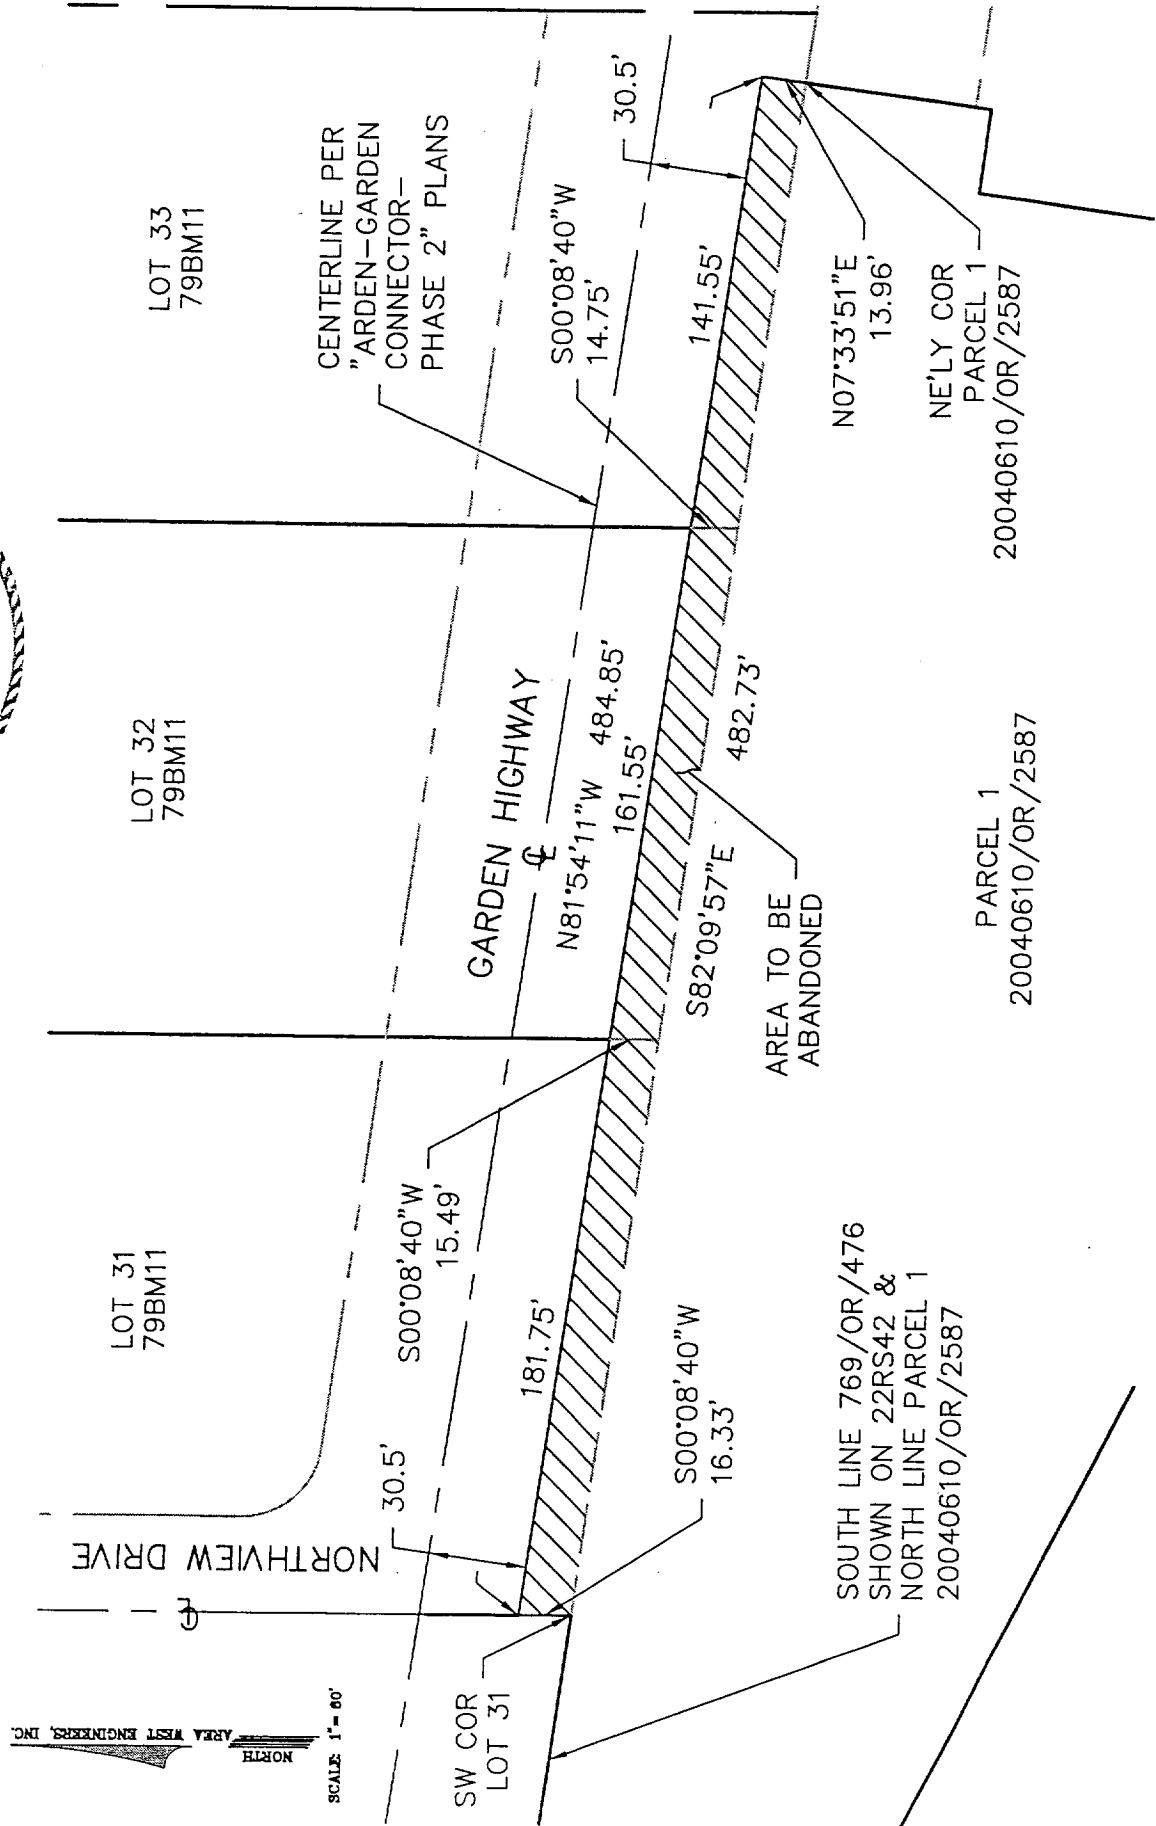 LOT 31
79BM11
LOT 32
79BM11
LOT 33
79BM11
CENTERLINE PER
"ARDEN-GARDEN
CONNECTOR-
PHASE 2" PLANS
NORTHVIEW DRIVE
GARDEN HIGHWAY
30.5'
30.5'
S00°08'40"W
15.49'
S00°08'40"W
14.75'
N81°54'11"W 484.85'
181.75'
161.55'
141.55'
S82°09'57"E
482.73'
S00°08'40"W
16.33'
N07°33'51"E
13.96'
SW COR
LOT 31
AREA TO BE
ABANDONED
NE'LY COR
PARCEL 1
20040610/OR/2587
SOUTH LINE 769/OR/476
SHOWN ON 22RS42 &
NORTH LINE PARCEL 1
20040610/OR/2587
PARCEL 1
20040610/OR/2587
AREA WEST ENGINEERS, INC.
NORTH
SCALE: 1"=60'